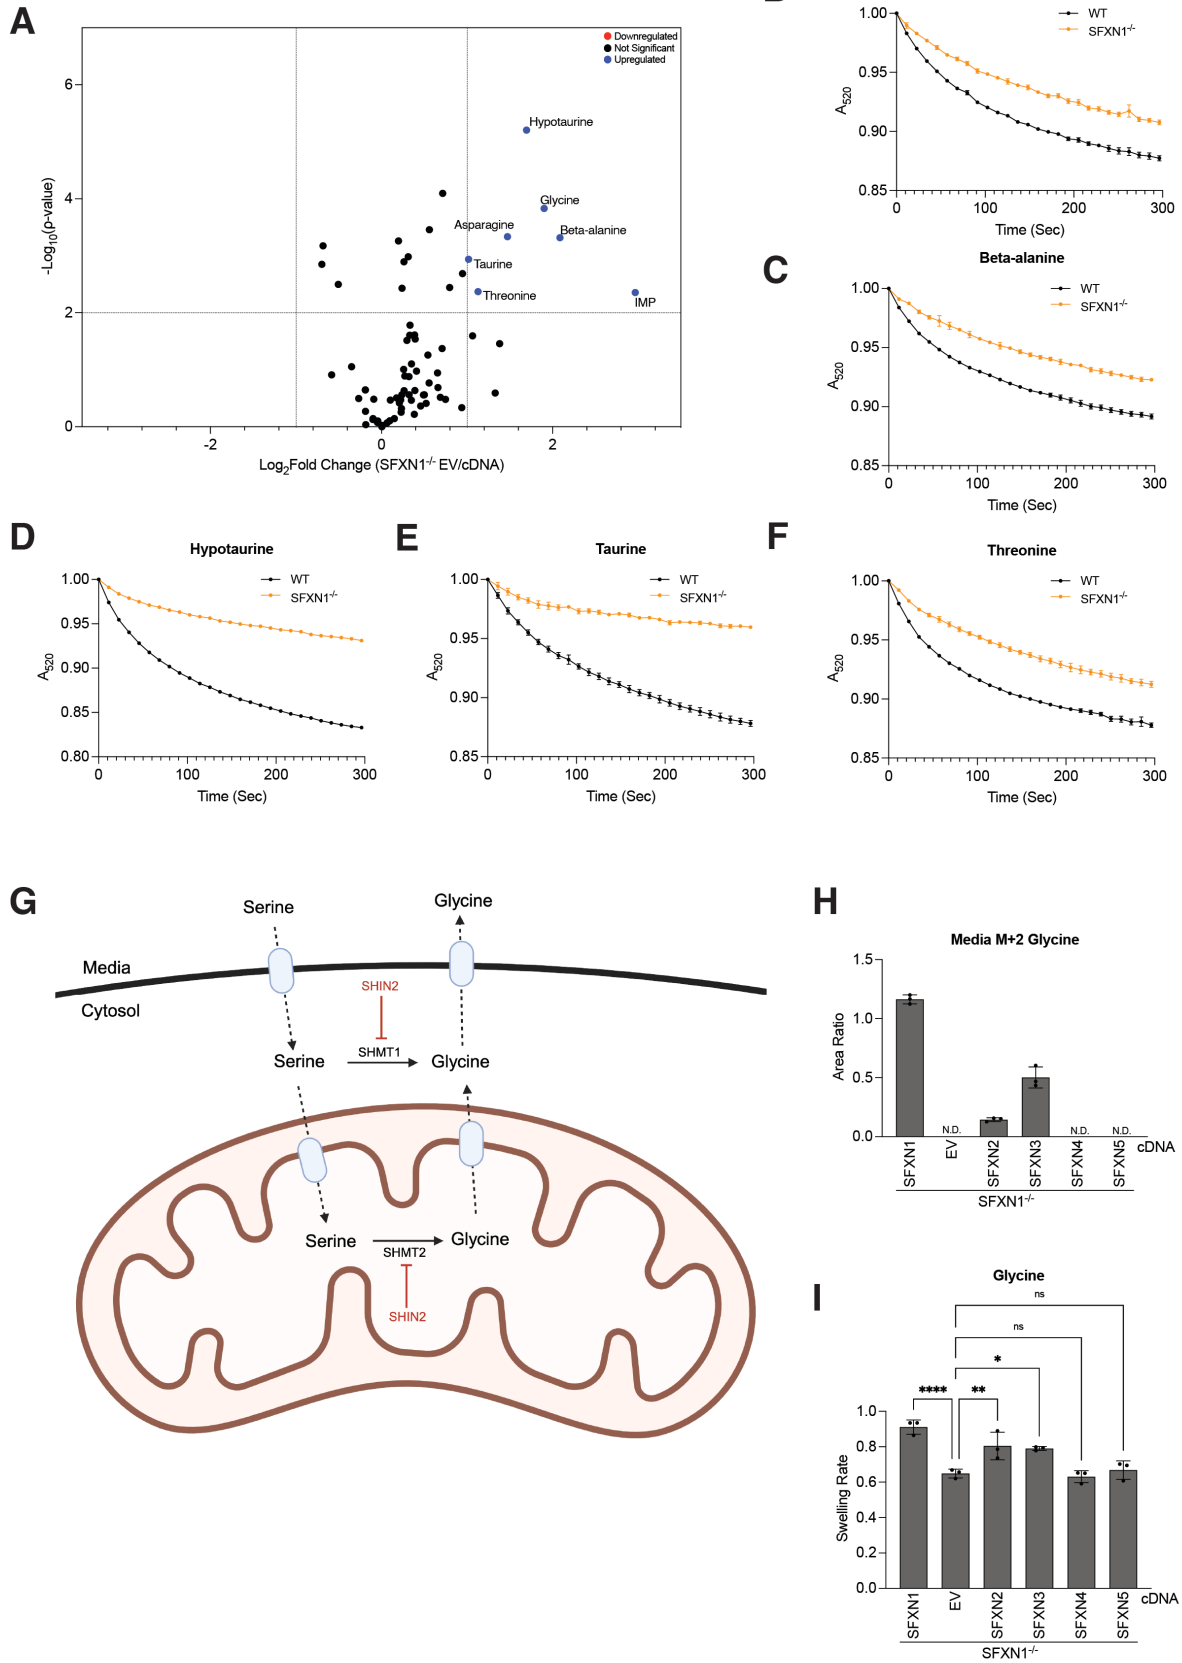 A
Downregulated
Not Significant
Upregulated
6
4
2
0
-Log10(ρ-value)
Hypotaurine
Glycine
Asparagine
Beta-alanine
Taurine
Threonine
IMP
-2
0
2
Log2Fold Change (SFXN1-/- EV/cDNA)
1.00
0.95
0.90
0.85
A520
WT
SFXN1-/-
0
100
200
300
Time (Sec)
C
Beta-alanine
1.00
0.95
0.90
0.85
A520
WT
SFXN1-/-
0
100
200
300
Time (Sec)
D
Hypotaurine
1.00
0.95
0.90
0.85
0.80
A520
WT
SFXN1-/-
0
100
200
300
Time (Sec)
E
Taurine
1.00
0.95
0.90
0.85
A520
WT
SFXN1-/-
0
100
200
300
Time (Sec)
F
Threonine
1.00
0.95
0.90
0.85
A520
WT
SFXN1-/-
0
100
200
300
Time (Sec)
G
Serine
Glycine
Media
Cytosol
SHIN2
SHMT1
Serine
Glycine
Serine
Glycine
SHMT2
SHIN2
H
Media M+2 Glycine
1.5
1.0
0.5
0.0
Area Ratio
N.D.
N.D.
N.D.
SFXN1
EV
SFXN2
SFXN3
SFXN4
SFXN5
cDNA
SFXN1-/-
I
Glycine
ns
ns
*
****
**
1.0
0.8
0.6
0.4
0.2
0.0
Swelling Rate
SFXN1
EV
SFXN2
SFXN3
SFXN4
SFXN5
cDNA
SFXN1-/-